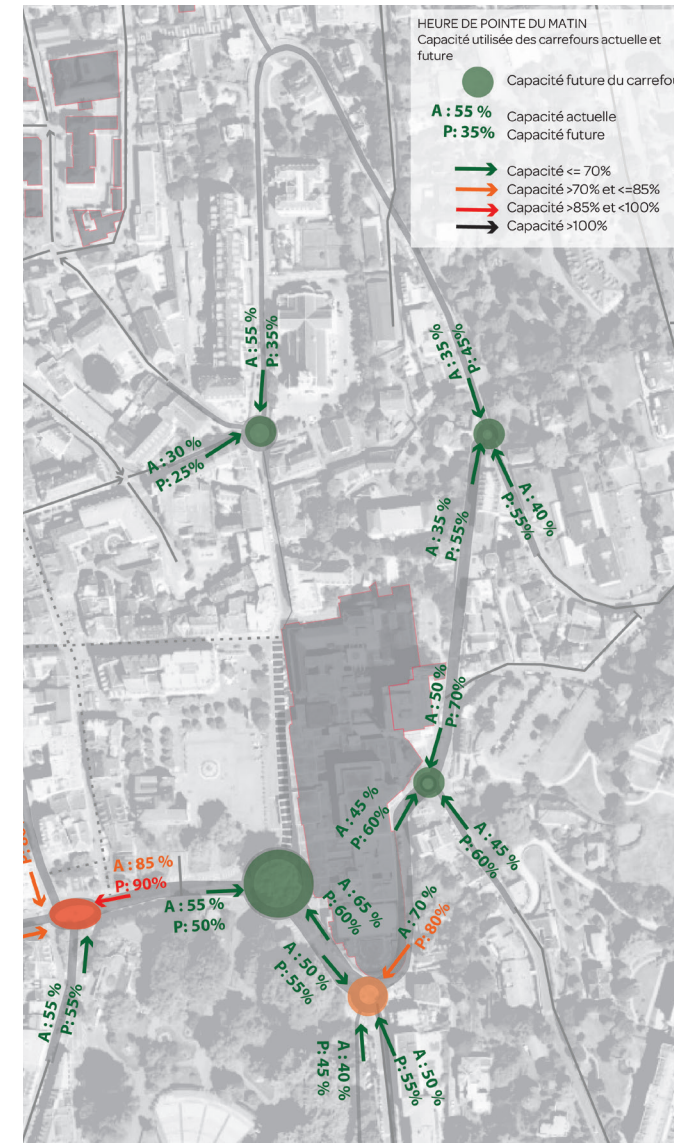 HEURE DE POINTE DU MATIN
Capacité utilisée des carrefours actuelle et
future
Capacité future du carrefou
A : 55 %
Capacité actuelle
P: 35%
Capacité future
Capacité <= 70%
Capacité >70% et <=85%
Capacité >85% et <100%
Capacité >100%
A : 55 %
P: 35%
A : 35 %
P: 45%
A : 30 %
P: 25%
A : 40 %
P: 55%
A : 35 %
P: 55%
A : 50 %
P: 70%
A : 45 %
P: 60%
A : 45 %
P: 60%
A : 85 %
P: 90%
A : 55 %
P: 50%
A : 65 %
P: 60%
A : 70%
P: 80%
A : 50 %
P: 55%
A : 55 %
P: 55%
A : 40 %
P: 45 %
A : 50 %
P: 55%